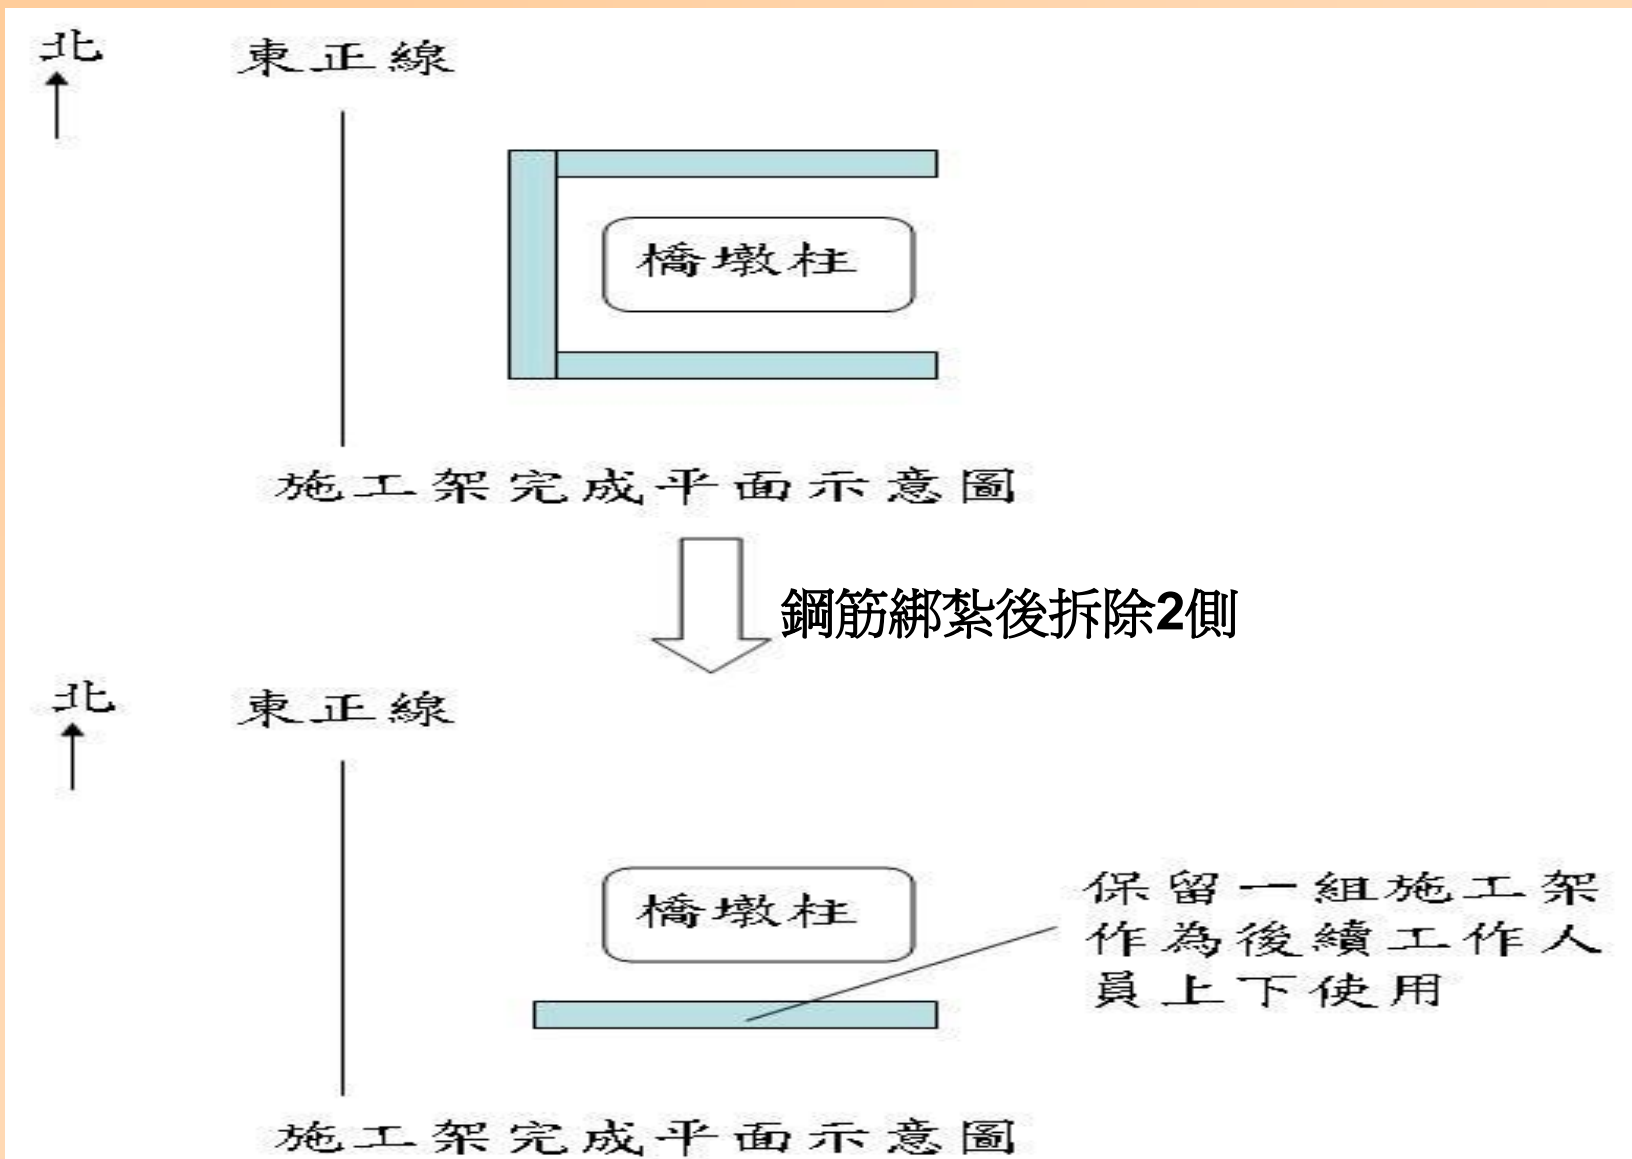 北
東正線
橋墩柱
施工架完成平面示意圖
鋼筋綁紮後拆除2側
北
東正線
橋墩柱
保留一組施工架
作為後續工作人
員上下使用
施工架完成平面示意圖